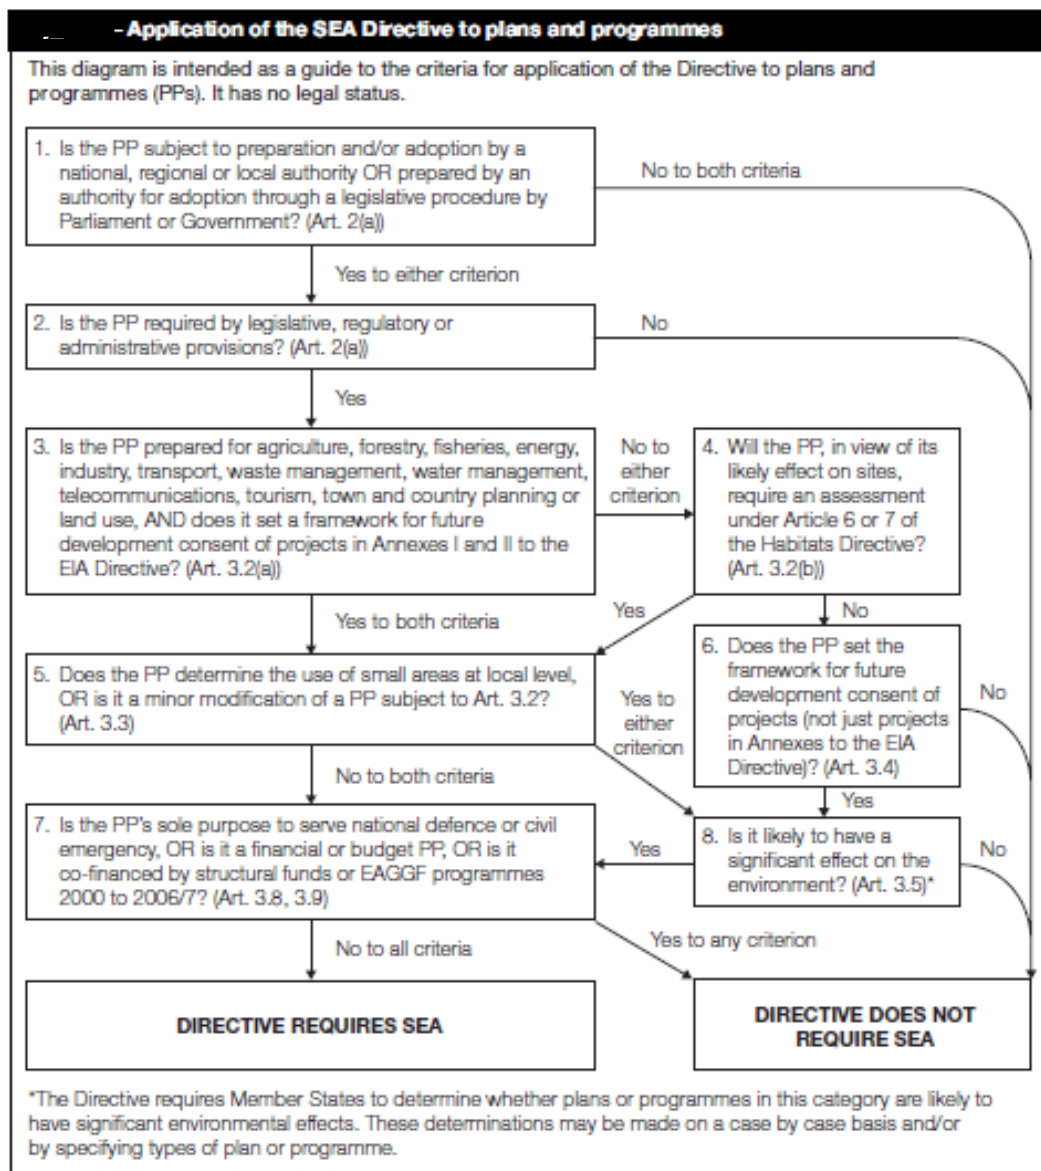 - Application of the SEA Directive to plans and programmes
This diagram is intended as a guide to the criteria for application of the Directive to plans and
programmes (PPs). It has no legal status.
1. Is the PP subject to preparation and/or adoption by a
national, regional or local authority OR prepared by an
authority for adoption through a legislative procedure by
Parliament or Government? (Art. 2(a))
No to both criteria
Yes to either criterion
2. Is the PP required by legislative, regulatory or
administrative provisions? (Art. 2(a))
No
Yes
3. Is the PP prepared for agriculture, forestry, fisheries, energy,
industry, transport, waste management, water management,
telecommunications, tourism, town and country planning or
land use, AND does it set a framework for future
development consent of projects in Annexes I and II to the
EIA Directive? (Art. 3.2(a))
No to
either
criterion
4. Will the PP, in view of its
likely effect on sites,
require an assessment
under Article 6 or 7 of
the Habitats Directive?
(Art. 3.2(b))
Yes to both criteria
Yes
No
5. Does the PP determine the use of small areas at local level,
OR is it a minor modification of a PP subject to Art. 3.2?
(Art. 3.3)
Yes to
either
criterion
6. Does the PP set the
framework for future
development consent of
projects (not just projects
in Annexes to the EIA
Directive)? (Art. 3.4)
No
No to both criteria
Yes
7. Is the PP's sole purpose to serve national defence or civil
emergency, OR is it a financial or budget PP, OR is it
co-financed by structural funds or EAGGF programmes
2000 to 2006/7? (Art. 3.8, 3.9)
Yes
8. Is it likely to have a
significant effect on the
environment? (Art. 3.5)*
No
No to all criteria
Yes to any criterion
DIRECTIVE REQUIRES SEA
DIRECTIVE DOES NOT
REQUIRE SEA
*The Directive requires Member States to determine whether plans or programmes in this category are likely to
have significant environmental effects. These determinations may be made on a case by case basis and/or
by specifying types of plan or programme.